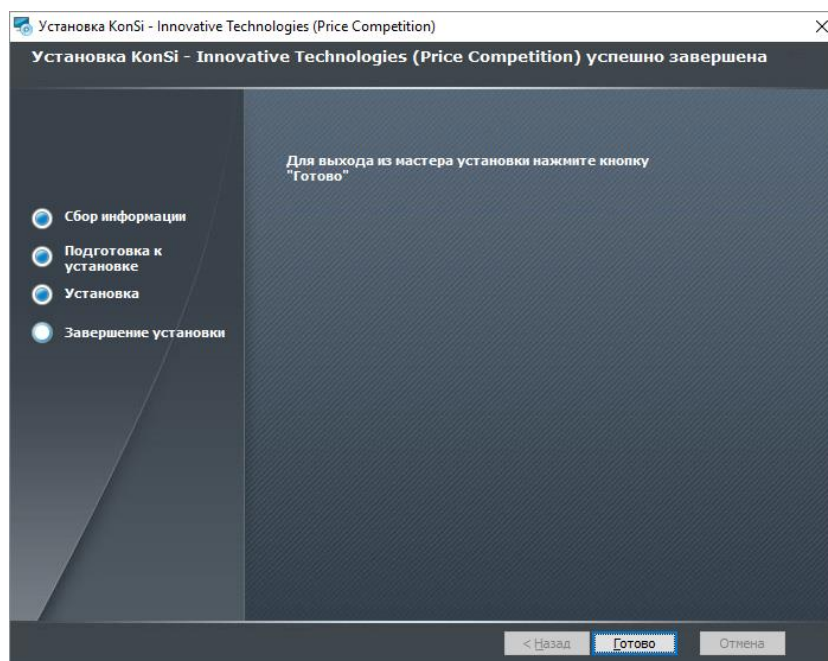 Установка KonSi - Innovative Technologies (Price Competition)
Установка KonSi - Innovative Technologies (Price Competition) успешно завершена
Для выхода из мастера установки нажмите кнопку
"Готово"
Сбор информации
Подготовка к
установке
Установка
Завершение установки
< Назад
Готово
Отмена